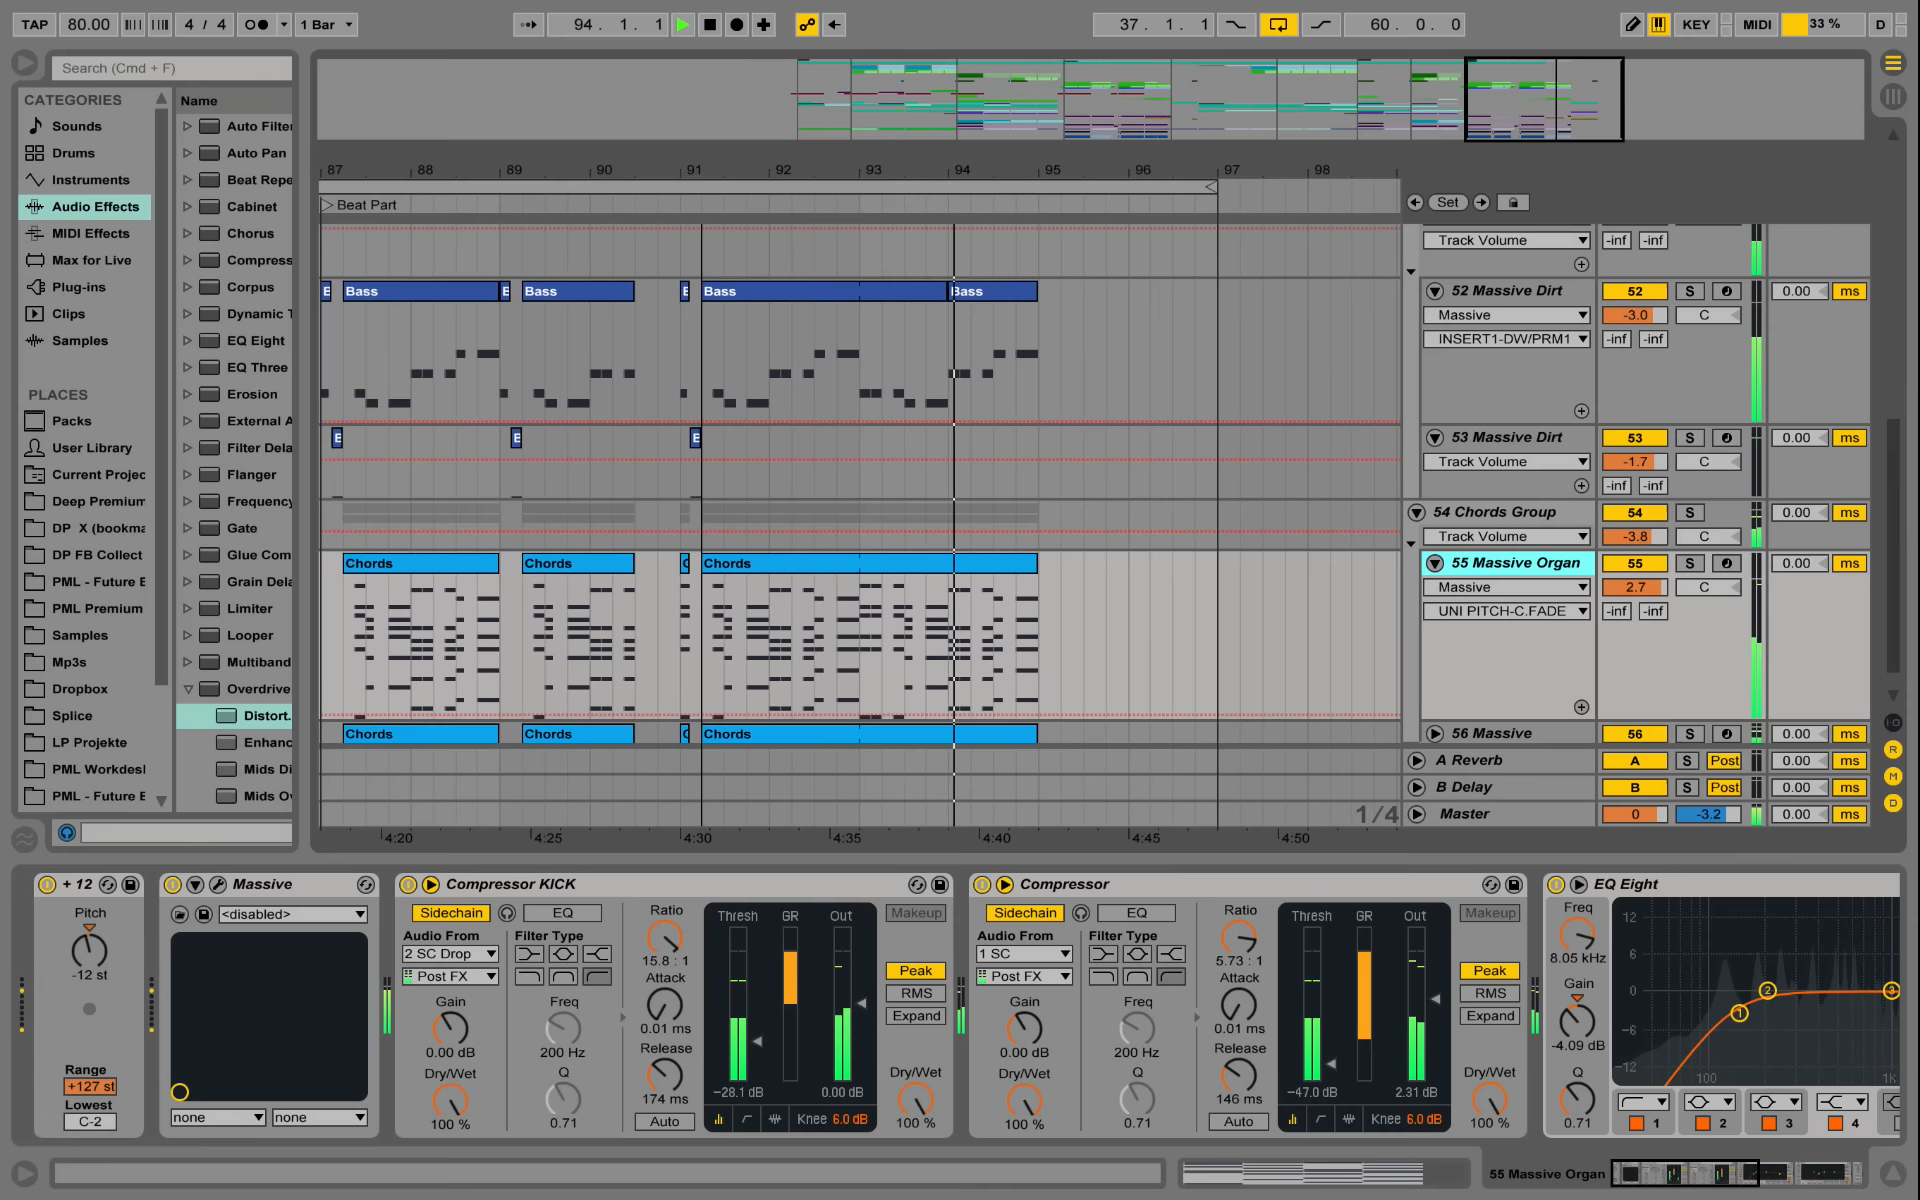 TAP 80.00 4 / 4 1 Bar 94. 1. 1 37. 1. 1 60. 0. 0 KEY MIDI 33 % D
Search (Cmd + F)
CATEGORIES
Sounds
Drums
Instruments
Audio Effects
MIDI Effects
Max for Live
Plug-ins
Clips
Samples
PLACES
Packs
User Library
Current Projec
Deep Premium
DP X (bookma
DP FB Collect
PML - Future E
PML Premium
Samples
Mp3s
Dropbox
Splice
LP Projekte
PML Workdesl
PML - Future E
Name
Auto Filter
Auto Pan
Beat Repe
Cabinet
Chorus
Compress
Corpus
Dynamic T
EQ Eight
EQ Three
Erosion
External A
Filter Dela
Flanger
Frequency
Gate
Glue Com
Grain Dela
Limiter
Looper
Multiband
Overdrive
Distort.
Enhanc
Mids Di
Mids Ov
87 88 89 90 91 92 93 94 95 96 97 98
Beat Part
Set
Bass Bass Bass Bass
Chords Chords Chords
Chords Chords Chords
4:20 4:25 4:30 4:35 4:40 4:45 4:50
1/4
Track Volume -inf -inf
52 Massive Dirt 52 S 0.00 ms
Massive -3.0 C
INSERT1-DW/PRM1 -inf -inf
53 Massive Dirt 53 S 0.00 ms
Track Volume -1.7 C
-inf -inf
54 Chords Group 54 S 0.00 ms
Track Volume -3.8 C
55 Massive Organ 55 S 0.00 ms
Massive 2.7 C
UNI PITCH-C.FADE -inf -inf
56 Massive 56 S 0.00 ms
A Reverb A S Post 0.00 ms
B Delay B S Post 0.00 ms
Master 0 -3.2 0.00 ms
I·O
R
M
D
+ 12
Pitch
-12 st
Range
+127 st
Lowest
C-2
Massive
<disabled>
none none
Compressor KICK
Sidechain EQ
Audio From Filter Type
2 SC Drop
Post FX
Gain Freq
0.00 dB 200 Hz
Dry/Wet Q
100 % 0.71
Ratio
15.8 : 1
Attack
0.01 ms
Release
174 ms
Auto
Thresh GR Out
-28.1 dB 0.00 dB
Knee 6.0 dB
Makeup
Peak
RMS
Expand
Dry/Wet
100 %
Compressor
Sidechain EQ
Audio From Filter Type
1 SC
Post FX
Gain Freq
0.00 dB 200 Hz
Dry/Wet Q
100 % 0.71
Ratio
5.73 : 1
Attack
0.01 ms
Release
146 ms
Auto
Thresh GR Out
-47.0 dB 2.31 dB
Knee 6.0 dB
Makeup
Peak
RMS
Expand
Dry/Wet
100 %
EQ Eight
Freq
8.05 kHz
Gain
-4.09 dB
Q
0.71
12
6
0
-6
-12
100 1K
1 2 3
1 2 3 4
55 Massive Organ